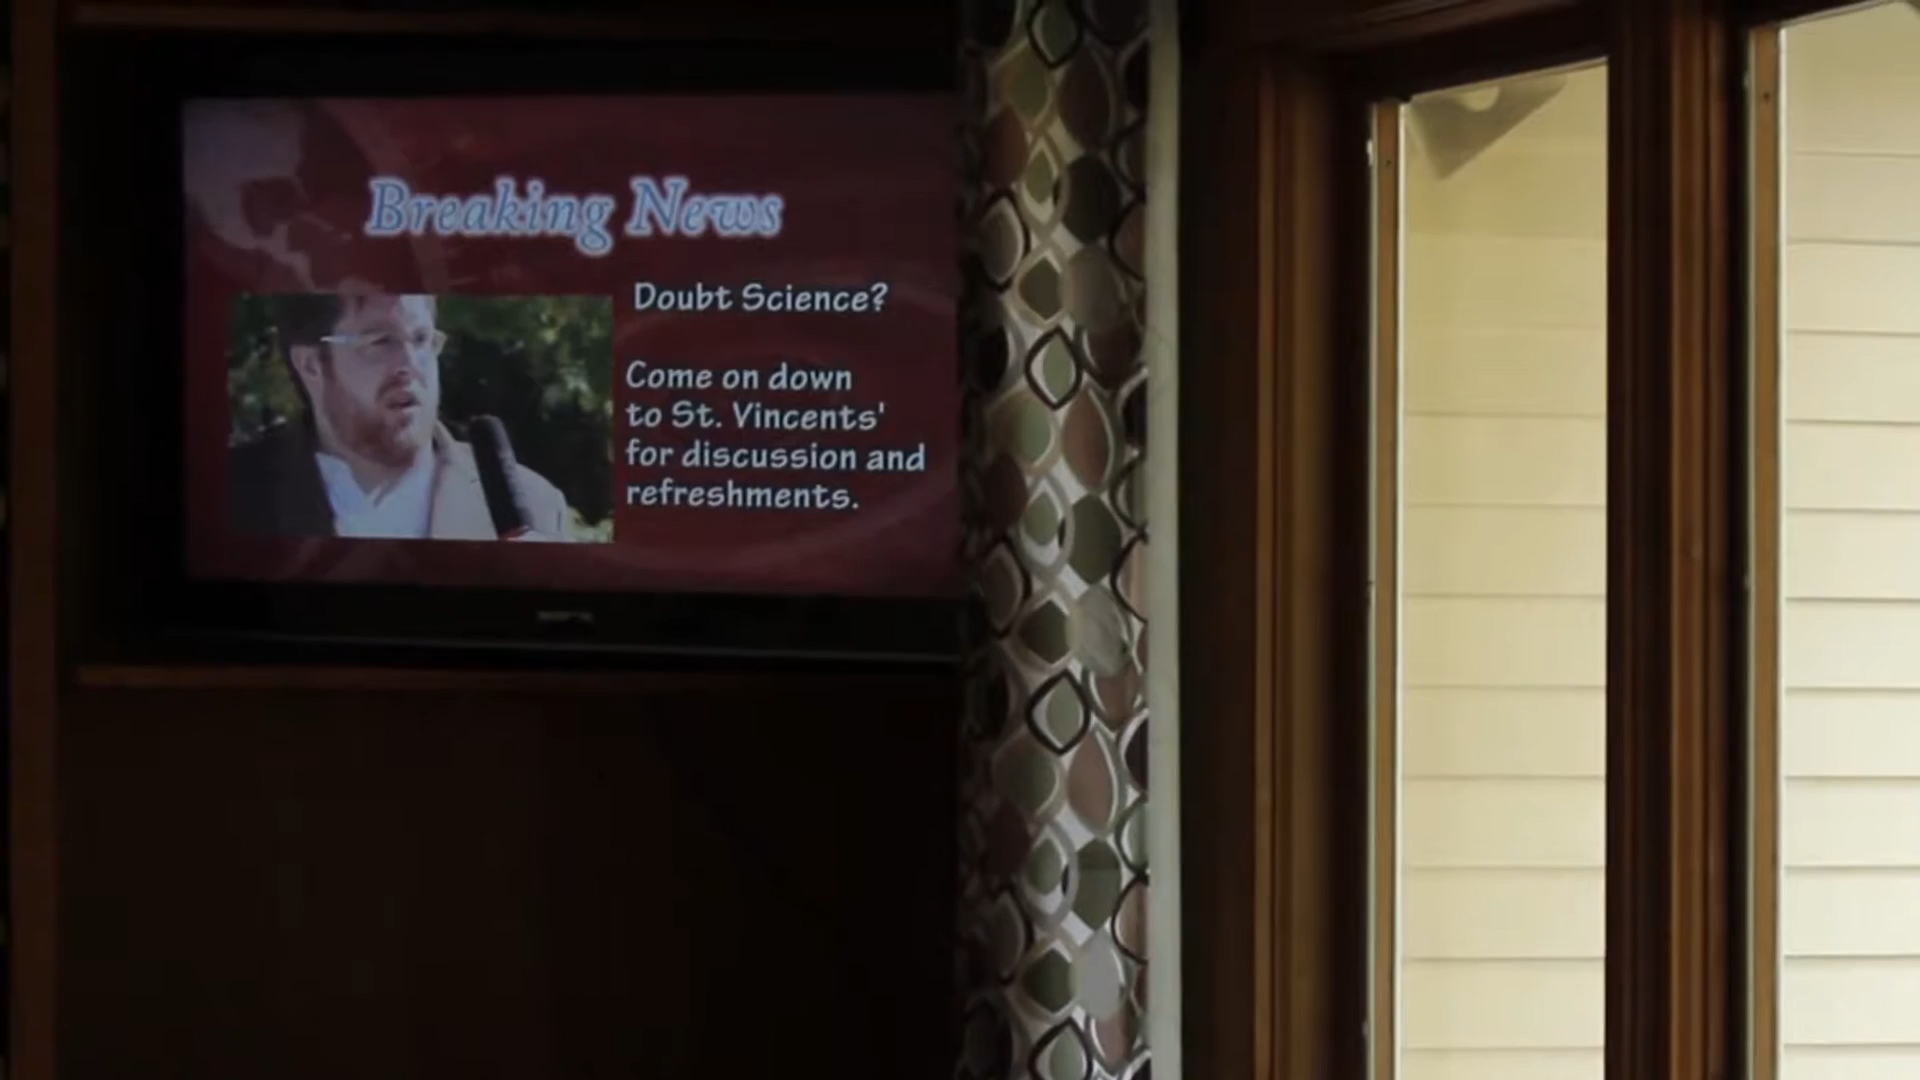 Breaking News
Doubt Science?
Come on down
to St. Vincents'
for discussion and
refreshments.